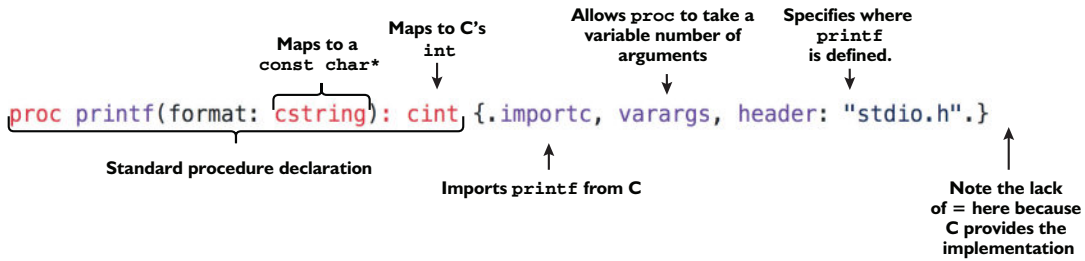 Maps to a
const char*
Maps to C's
int
Allows proc to take a
variable number of
arguments
Specifies where
printf
is defined.
proc printf(format: cstring): cint {.importc, varargs, header: "stdio.h".}
Standard procedure declaration
Imports printf from C
Note the lack
of = here because
C provides the
implementation